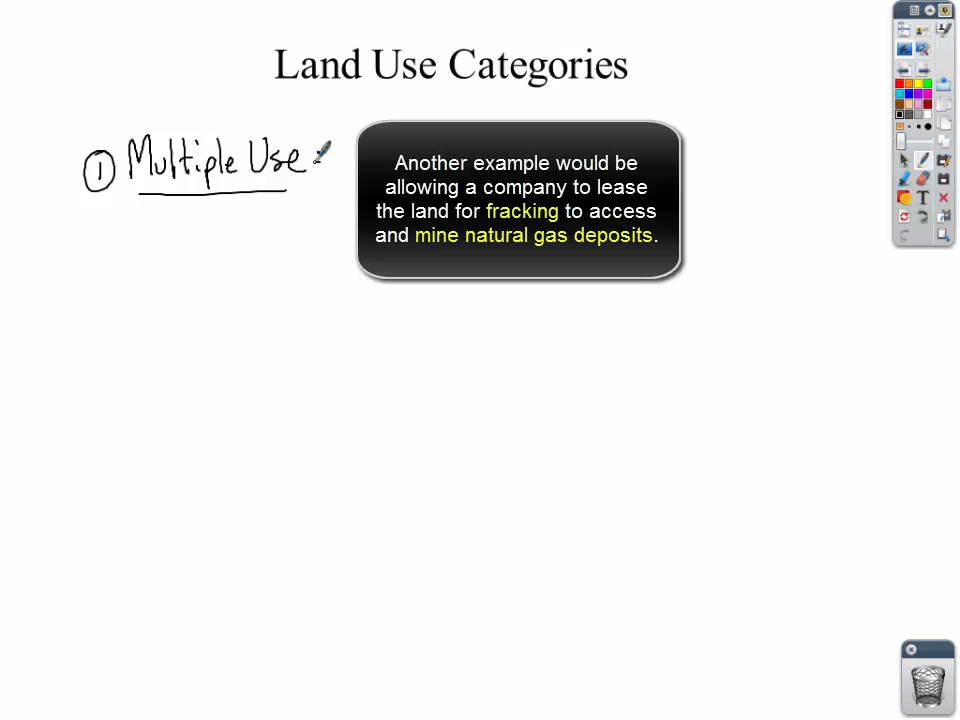 Land Use Categories
① Multiple Use :
Another example would be
allowing a company to lease
the land for fracking to access
and mine natural gas deposits.